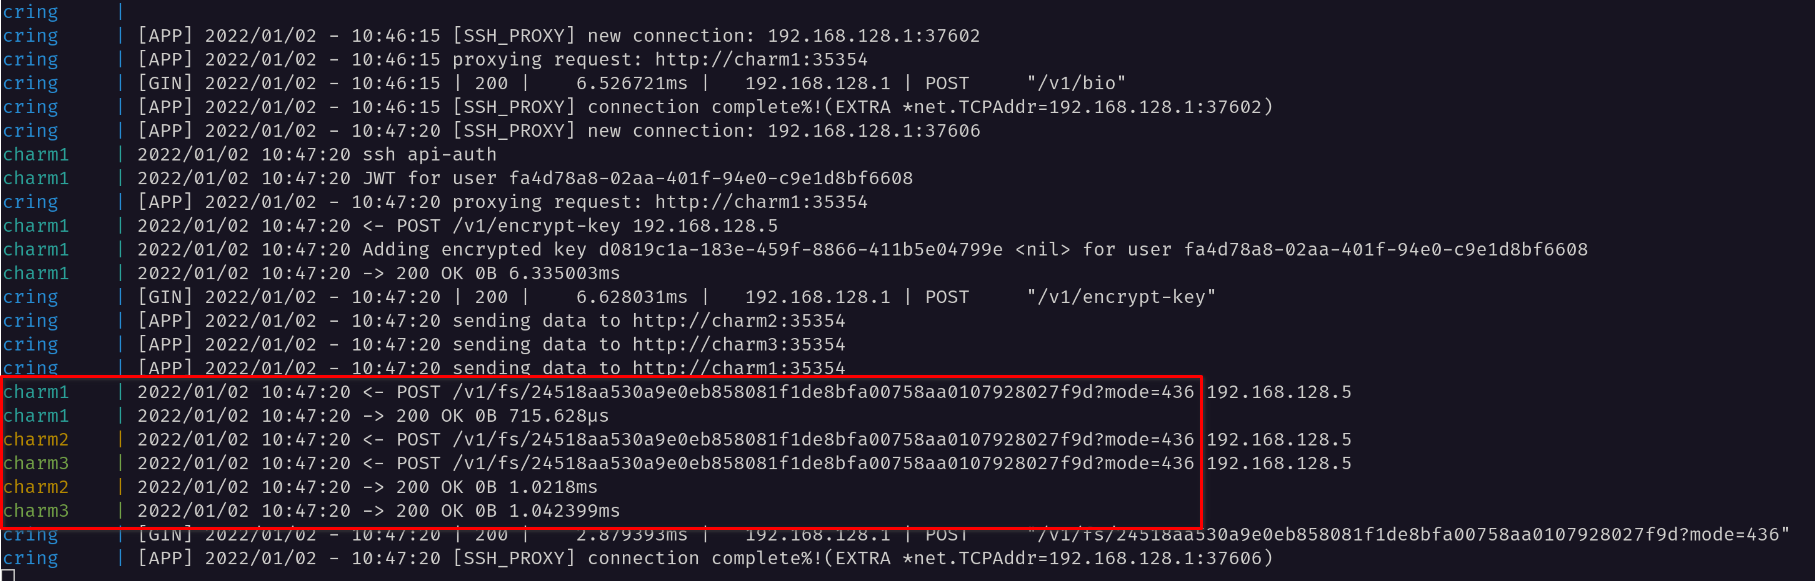 cring |
cring | [APP] 2022/01/02 - 10:46:15 [SSH_PROXY] new connection: 192.168.128.1:37602
cring | [APP] 2022/01/02 - 10:46:15 proxying request: http://charm1:35354
cring | [GIN] 2022/01/02 - 10:46:15 | 200 | 6.526721ms | 192.168.128.1 | POST "/v1/bio"
cring | [APP] 2022/01/02 - 10:46:15 [SSH_PROXY] connection complete%!(EXTRA *net.TCPAddr=192.168.128.1:37602)
cring | [APP] 2022/01/02 - 10:47:20 [SSH_PROXY] new connection: 192.168.128.1:37606
charm1 | 2022/01/02 10:47:20 ssh api-auth
charm1 | 2022/01/02 10:47:20 JWT for user fa4d78a8-02aa-401f-94e0-c9e1d8bf6608
cring | [APP] 2022/01/02 - 10:47:20 proxying request: http://charm1:35354
charm1 | 2022/01/02 10:47:20 <- POST /v1/encrypt-key 192.168.128.5
charm1 | 2022/01/02 10:47:20 Adding encrypted key d0819c1a-183e-459f-8866-411b5e04799e <nil> for user fa4d78a8-02aa-401f-94e0-c9e1d8bf6608
charm1 | 2022/01/02 10:47:20 -> 200 OK 0B 6.335003ms
cring | [GIN] 2022/01/02 - 10:47:20 | 200 | 6.628031ms | 192.168.128.1 | POST "/v1/encrypt-key"
cring | [APP] 2022/01/02 - 10:47:20 sending data to http://charm2:35354
cring | [APP] 2022/01/02 - 10:47:20 sending data to http://charm3:35354
cring | [APP] 2022/01/02 - 10:47:20 sending data to http://charm1:35354
charm1 | 2022/01/02 10:47:20 <- POST /v1/fs/24518aa530a9e0eb858081f1de8bfa00758aa0107928027f9d?mode=436 192.168.128.5
charm1 | 2022/01/02 10:47:20 -> 200 OK 0B 715.628µs
charm2 | 2022/01/02 10:47:20 <- POST /v1/fs/24518aa530a9e0eb858081f1de8bfa00758aa0107928027f9d?mode=436 192.168.128.5
charm3 | 2022/01/02 10:47:20 <- POST /v1/fs/24518aa530a9e0eb858081f1de8bfa00758aa0107928027f9d?mode=436 192.168.128.5
charm2 | 2022/01/02 10:47:20 -> 200 OK 0B 1.0218ms
charm3 | 2022/01/02 10:47:20 -> 200 OK 0B 1.042399ms
cring | [GIN] 2022/01/02 - 10:47:20 | 200 | 2.879393ms | 192.168.128.1 | POST "/v1/fs/24518aa530a9e0eb858081f1de8bfa00758aa0107928027f9d?mode=436"
cring | [APP] 2022/01/02 - 10:47:20 [SSH_PROXY] connection complete%!(EXTRA *net.TCPAddr=192.168.128.1:37606)